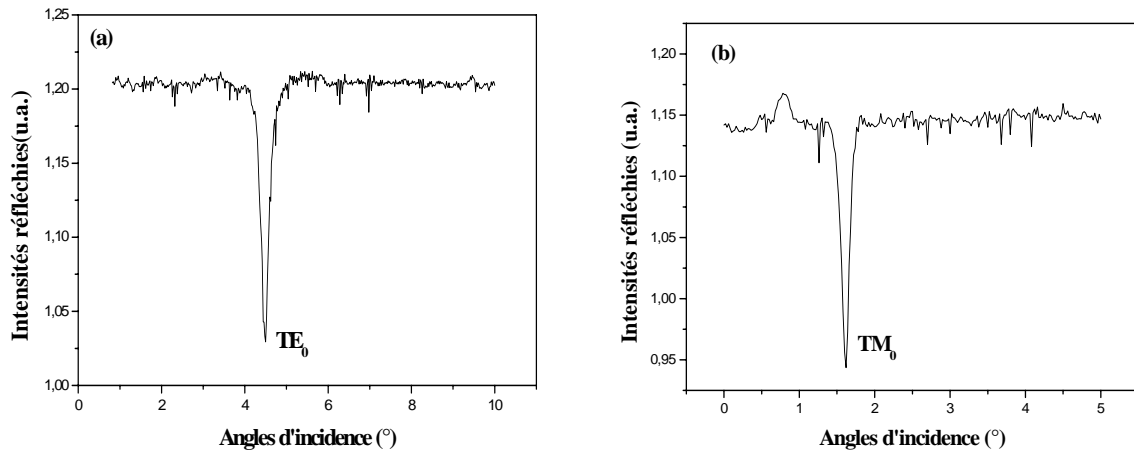 (a)
1,25
1,20
1,15
1,10
1,05
1,00
Intensités réfléchies(u.a.)
TE0
0 2 4 6 8 10
Angles d'incidence (°)
(b)
1,20
1,15
1,10
1,05
1,00
0,95
Intensités réfléchies (u.a.)
TM0
0 1 2 3 4 5
Angles d'incidence (°)